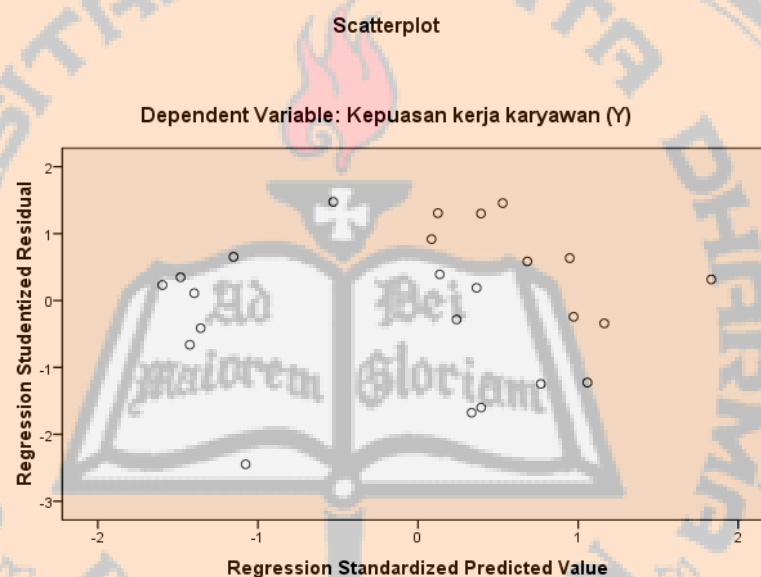 Scatterplot
Dependent Variable: Kepuasan kerja karyawan (Y)
Regression Studentized Residual
2
1
0
-1
-2
-3
-2 -1 0 1 2
Regression Standardized Predicted Value
Ad Dei
maiorem Gloriam
DHARMA